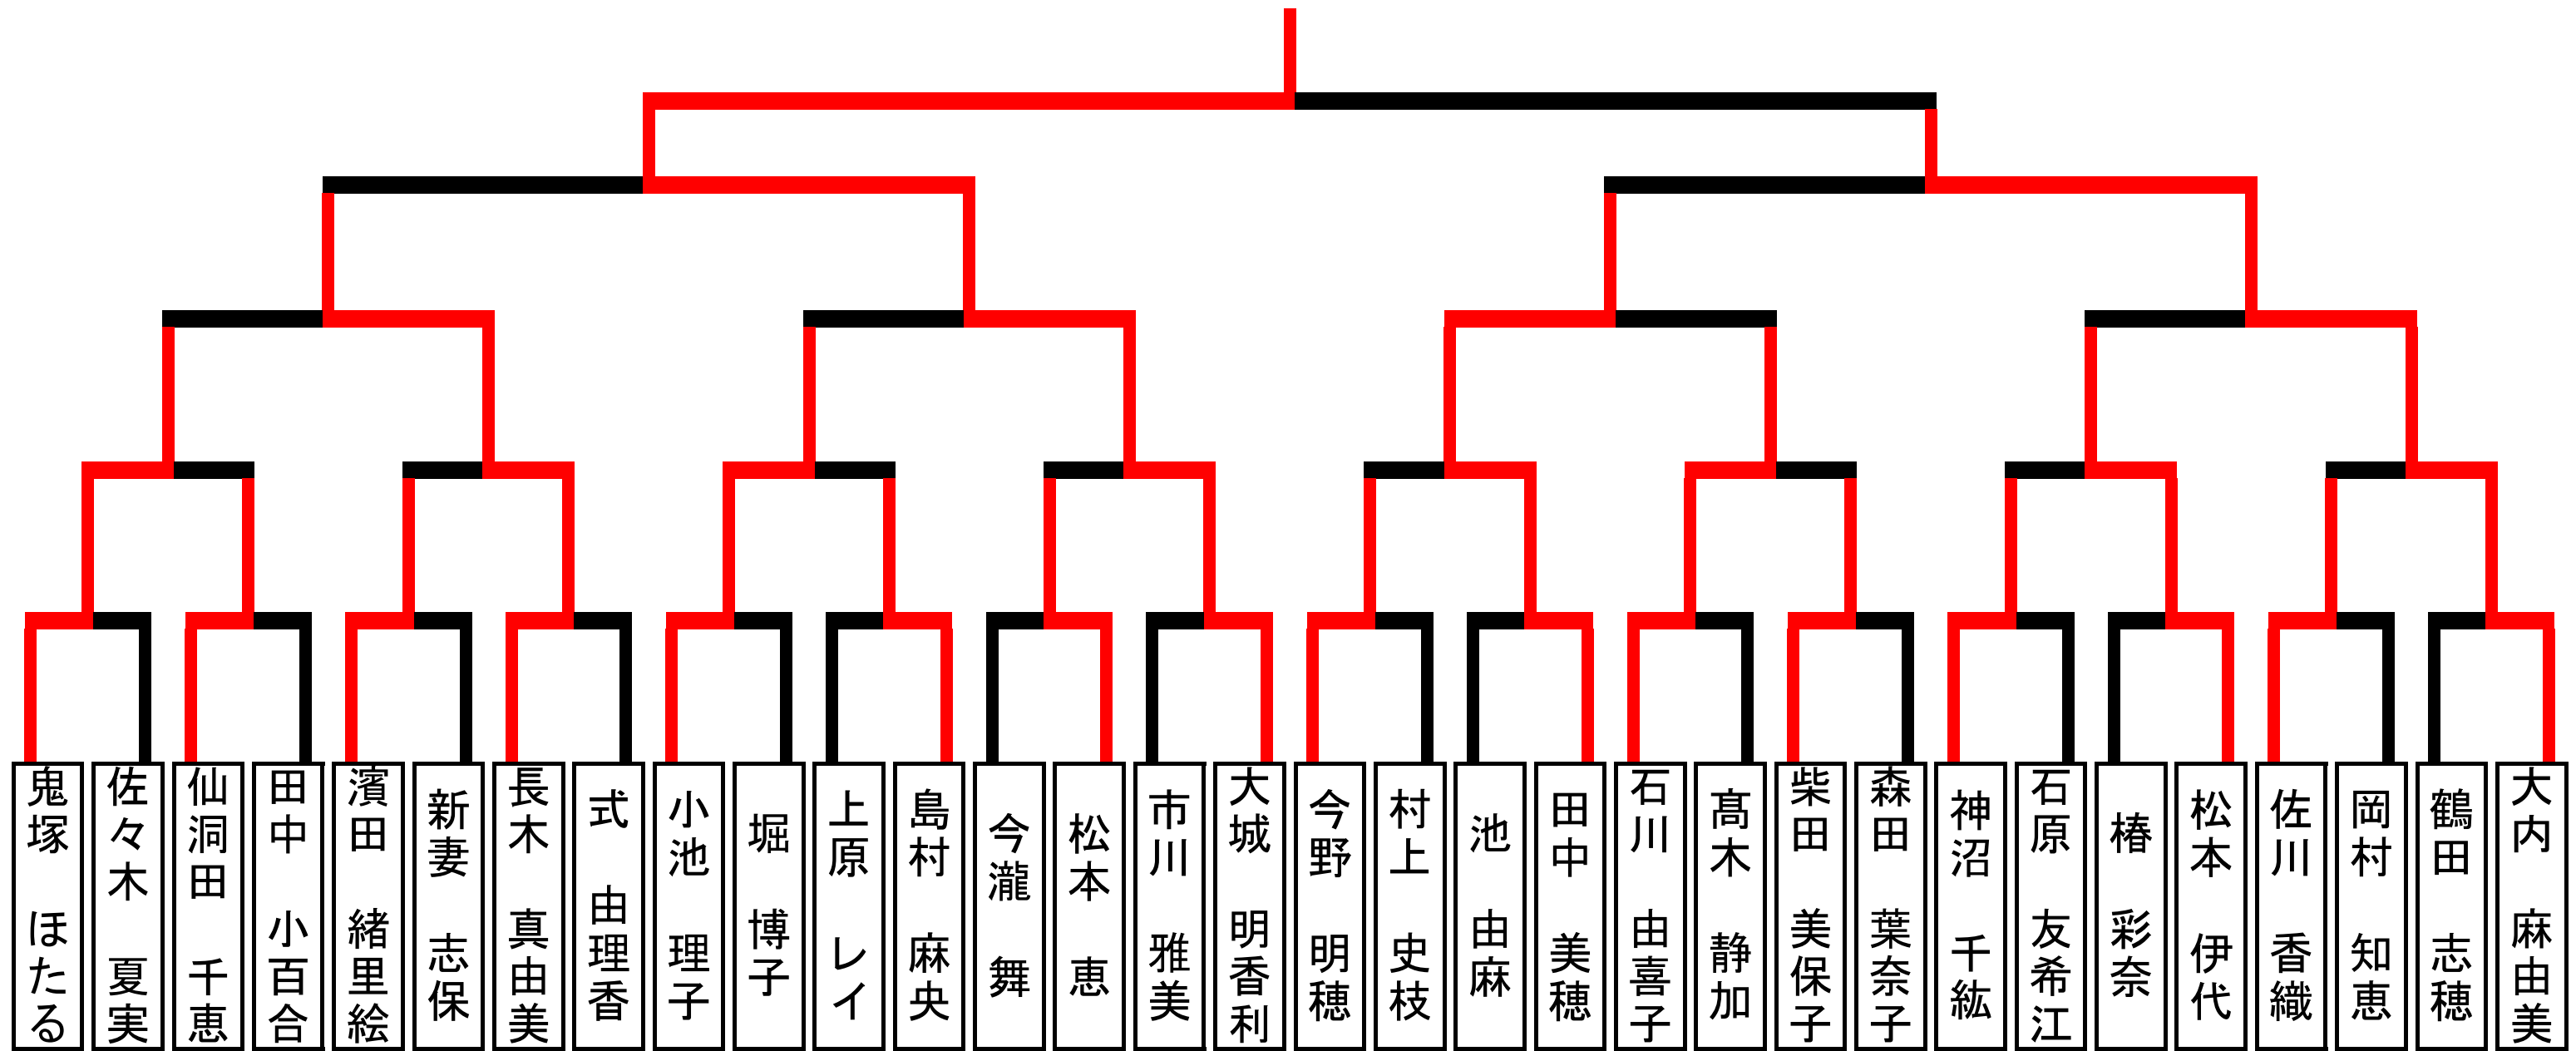 鬼塚 ほたる
佐々木 夏実
仙洞田 千恵
田中 小百合
濱田 緒里絵
新妻 志保
長木 真由美
式 由理香
小池 理子
堀 博子
上原 レイ
島村 麻央
今瀧 舞
松本 恵
市川 雅美
大城 明香利
今野 明穂
村上 史枝
池 由麻
田中 美穂
石川 由喜子
髙木 静加
柴田 美保子
森田 葉奈子
神沼 千紘
石原 友希江
椿 彩奈
松本 伊代
佐川 香織
岡村 知恵
鶴田 志穂
大内 麻由美